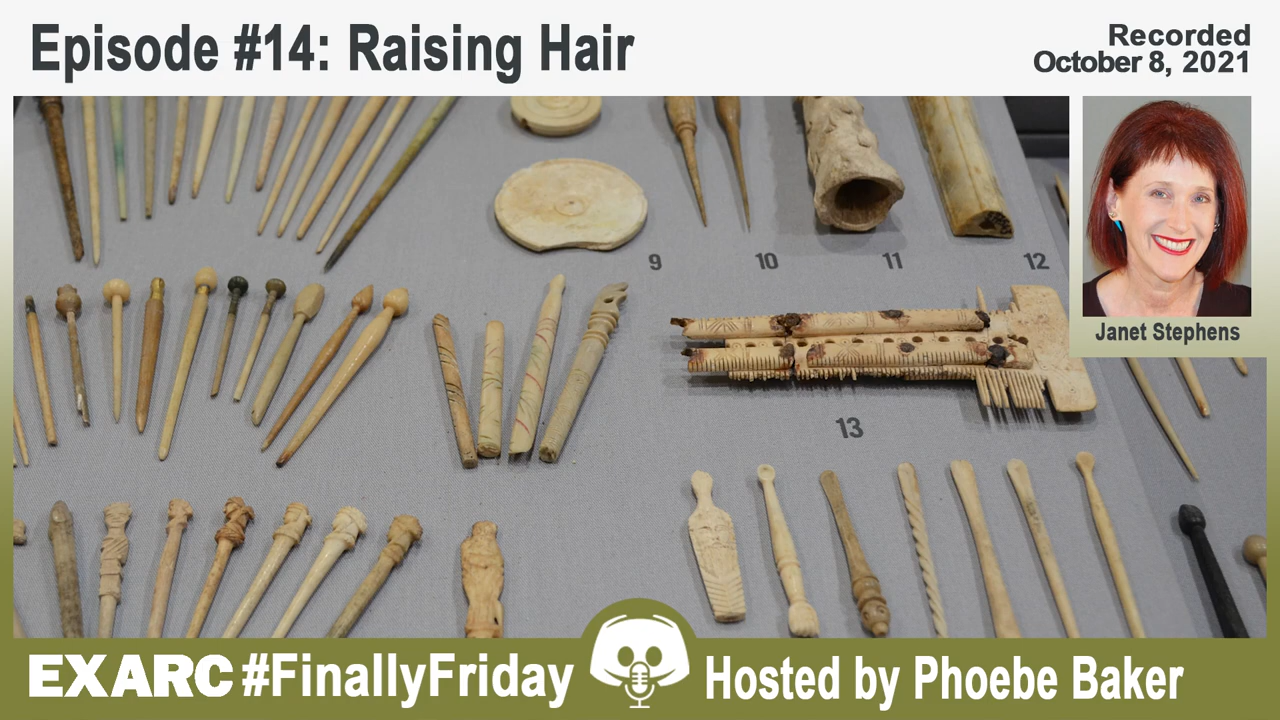 Episode #14: Raising Hair
Recorded
October 8, 2021
9
10
11
12
Janet Stephens
13
EXARC #FinallyFriday
Hosted by Phoebe Baker